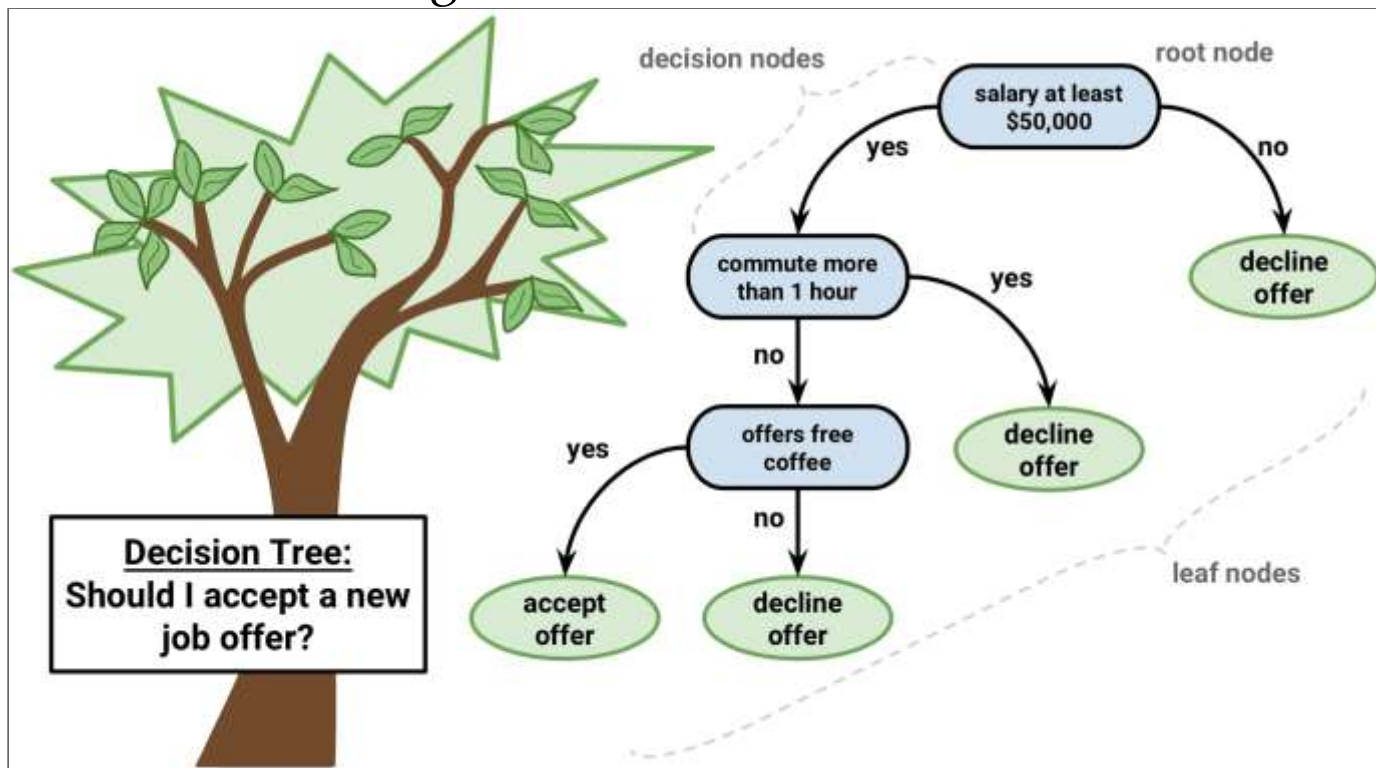 decision nodes
root node
salary at least
$50,000
yes
no
commute more
than 1 hour
yes
decline
offer
no
offers free
coffee
decline
offer
yes
no
Decision Tree:
Should I accept a new
job offer?
accept
offer
decline
offer
leaf nodes